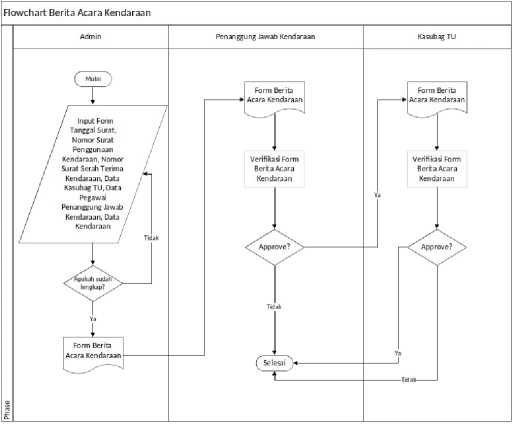 Flowchart Berita Acara Kendaraan
Admin
Penanggung Jawab Kendaraan
Kasubag TU
Mulai
Input Form
Tanggal Surat,
Nomor Surat
Penggunaan
Kendaraan, Nomor
Surat Serah Terima
Kendaraan, Data
Kasubag TU, Data
Pegawai
Penanggung Jawab
Kendaraan, Data
Kendaraan
Tidak
Apakah sudah
lengkap?
Ya
Form Berita
Acara Kendaraan
Form Berita
Acara Kendaraan
Verifikasi Form
Berita Acara
Kendaraan
Approve?
Ya
Tidak
Selesai
Form Berita
Acara Kendaraan
Verifikasi Form
Berita Acara
Kendaraan
Approve?
Ya
Tidak
Phase